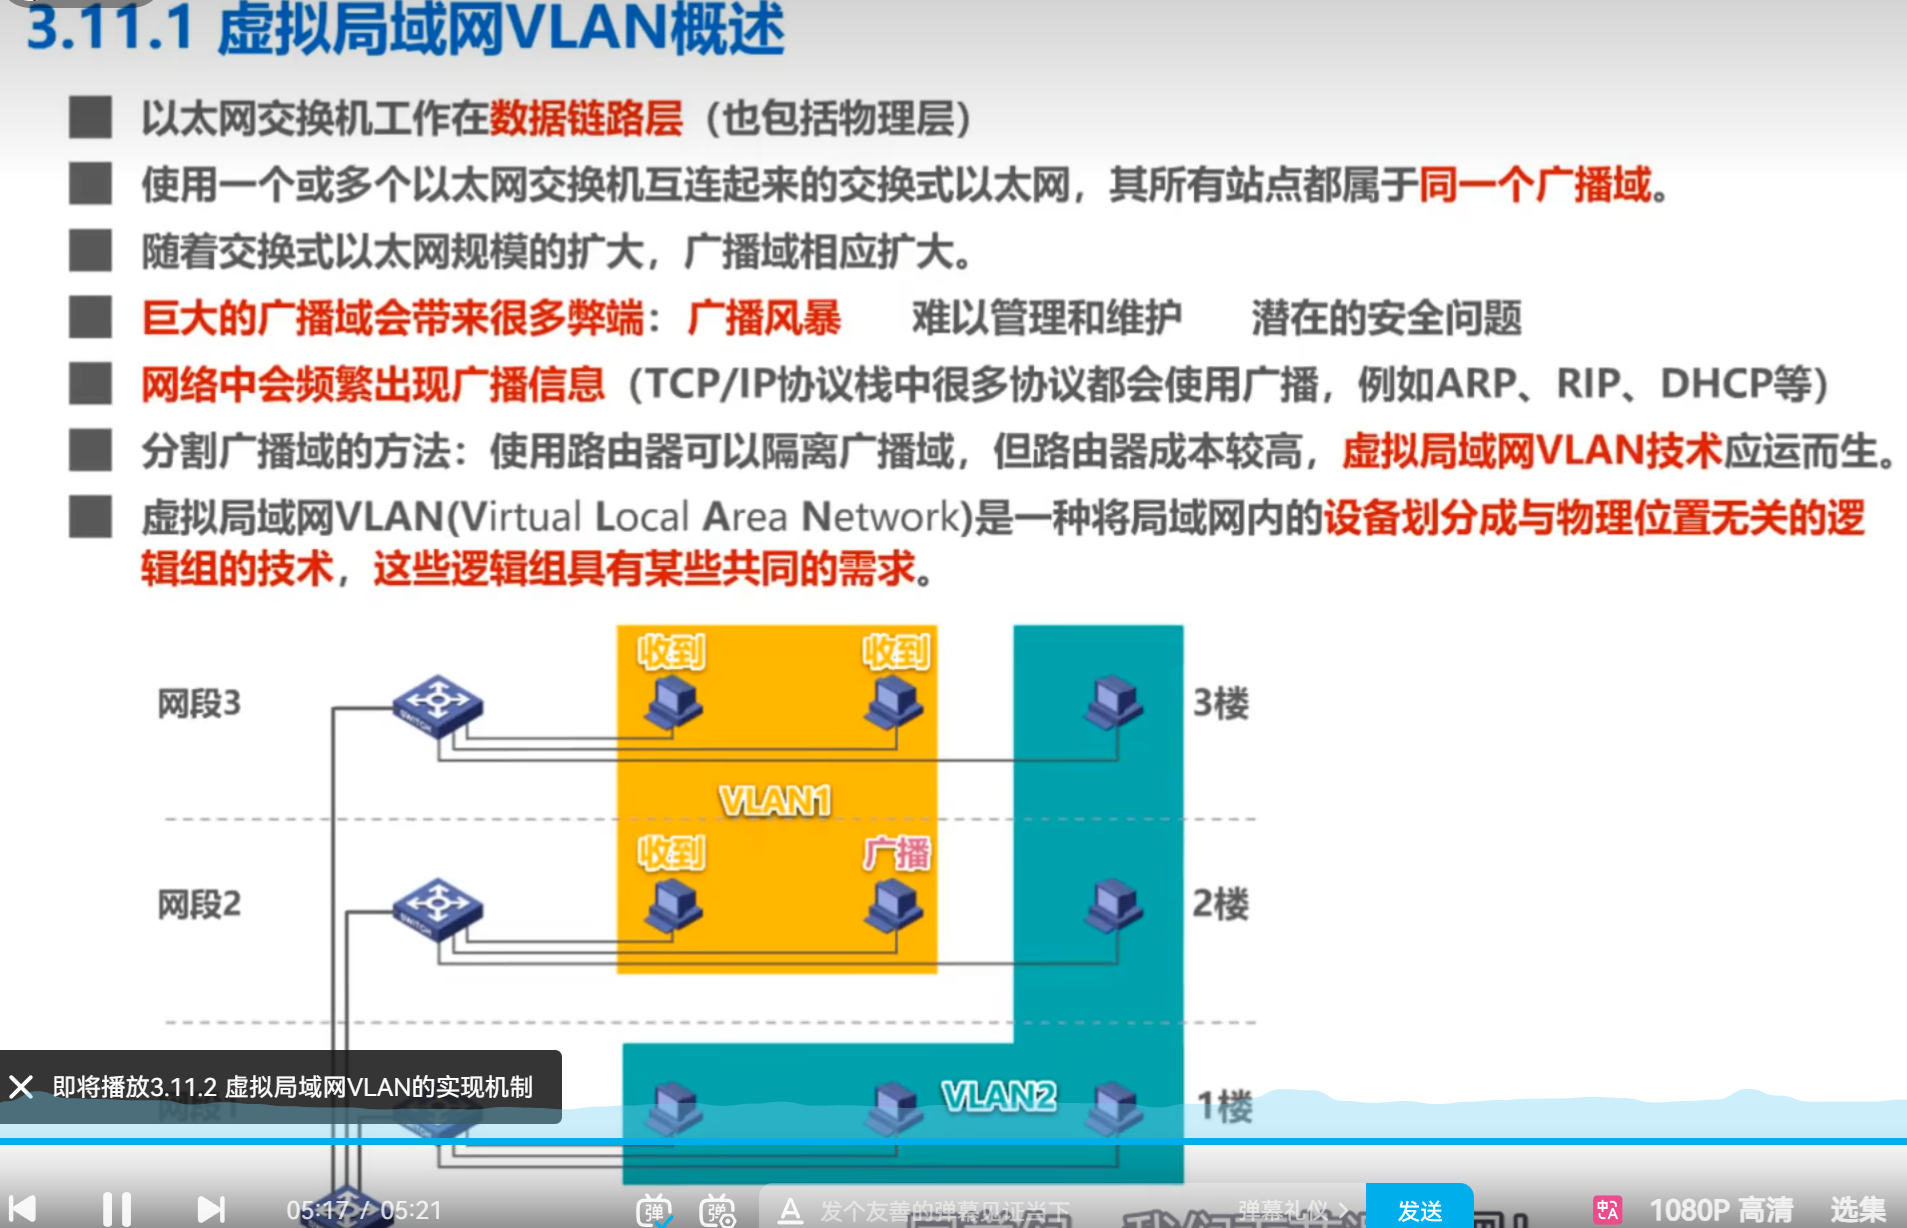 3.11.1 虚拟局域网VLAN概述
以太网交换机工作在数据链路层（也包括物理层）
使用一个或多个以太网交换机互连起来的交换式以太网，其所有站点都属于同一个广播域。
随着交换式以太网规模的扩大，广播域相应扩大。
巨大的广播域会带来很多弊端：广播风暴 难以管理和维护 潜在的安全问题
网络中会频繁出现广播信息（TCP/IP协议栈中很多协议都会使用广播，例如ARP、RIP、DHCP等）
分割广播域的方法：使用路由器可以隔离广播域，但路由器成本较高，虚拟局域网VLAN技术应运而生。
虚拟局域网VLAN(Virtual Local Area Network)是一种将局域网内的设备划分成与物理位置无关的逻
辑组的技术，这些逻辑组具有某些共同的需求。
收到 收到
网段3 SWITCH 3楼
VLAN1
收到 广播
网段2 SWITCH 2楼
即将播放3.11.2 虚拟局域网VLAN的实现机制
VLAN2
网段1 1楼
05:17 / 05:21 弹 弹 A 发个友善的弹幕见证当下 弹幕礼仪 发送 1080P 高清 选集